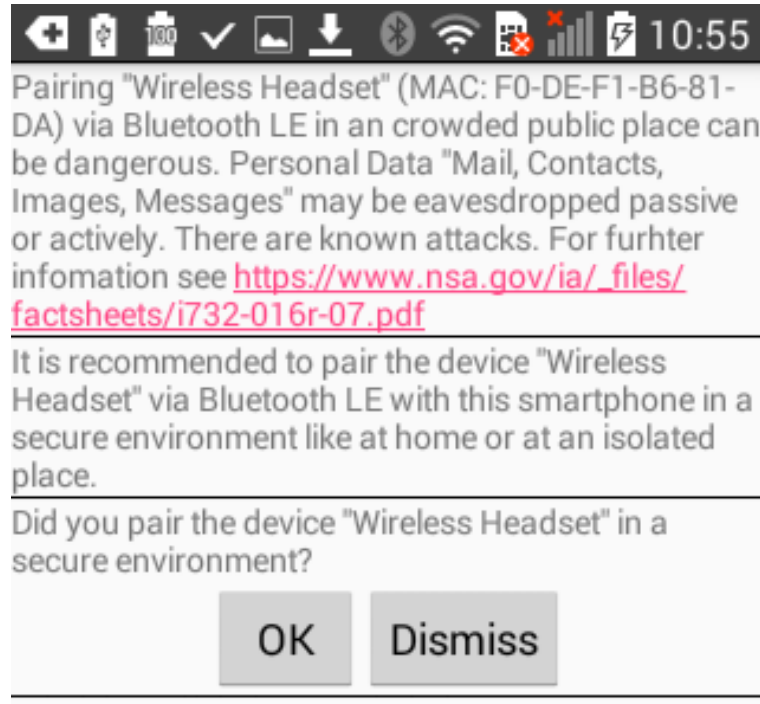 100 10:55
Pairing "Wireless Headset" (MAC: F0-DE-F1-B6-81-
DA) via Bluetooth LE in an crowded public place can
be dangerous. Personal Data "Mail, Contacts,
Images, Messages" may be eavesdropped passive
or actively. There are known attacks. For furhter
infomation see https://www.nsa.gov/ia/_files/
factsheets/i732-016r-07.pdf
It is recommended to pair the device "Wireless
Headset" via Bluetooth LE with this smartphone in a
secure environment like at home or at an isolated
place.
Did you pair the device "Wireless Headset" in a
secure environment?
OK Dismiss